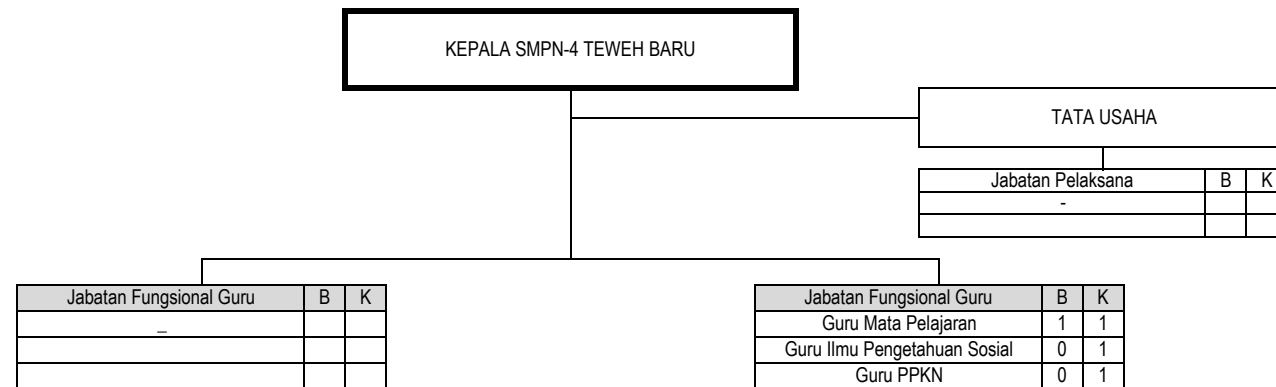 KEPALA SMPN-4 TEWEH BARU
TATA USAHA
Jabatan Pelaksana B K
-
Jabatan Fungsional Guru B K
_
Jabatan Fungsional Guru B K
Guru Mata Pelajaran 1 1
Guru Ilmu Pengetahuan Sosial 0 1
Guru PPKN 0 1